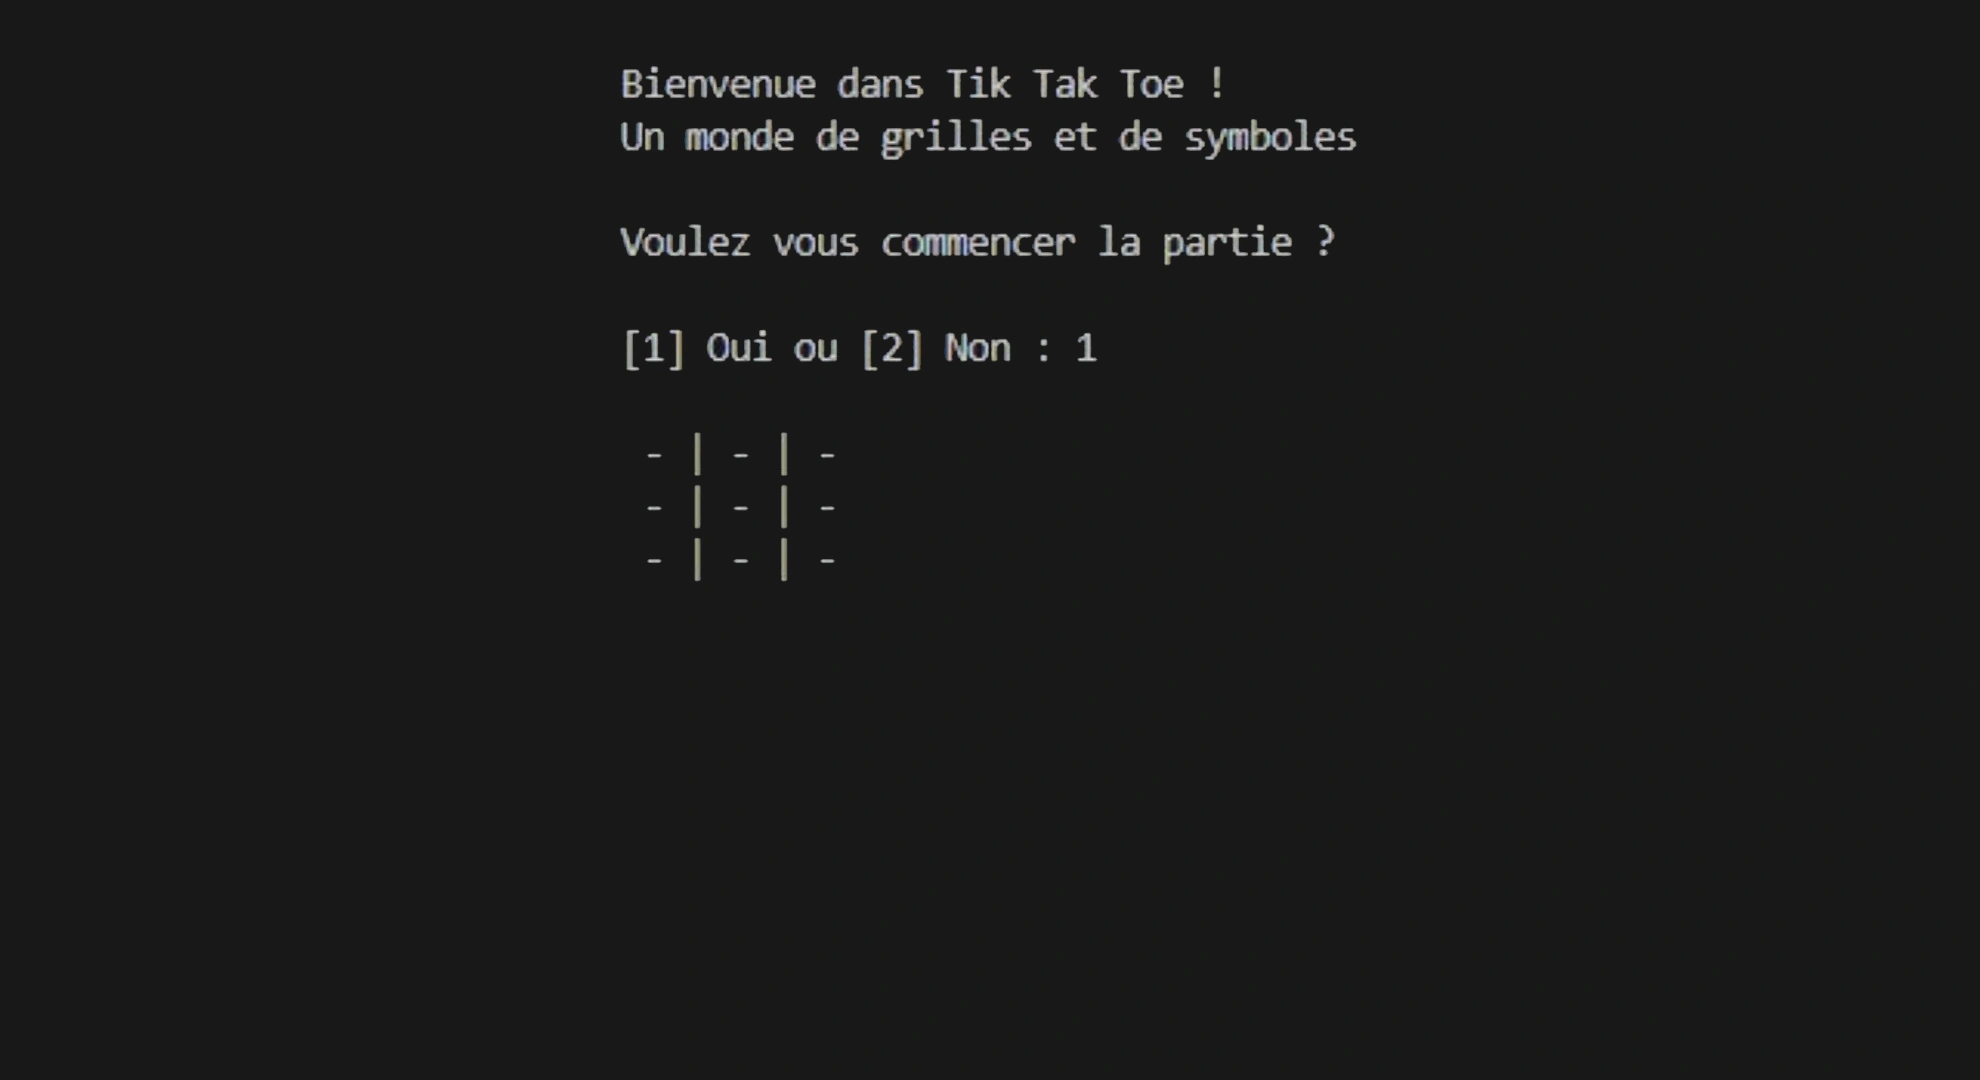 Bienvenue dans Tik Tak Toe !
Un monde de grilles et de symboles
Voulez vous commencer la partie ?
[1] Oui ou [2] Non : 1
- | - | -
- | - | -
- | - | -